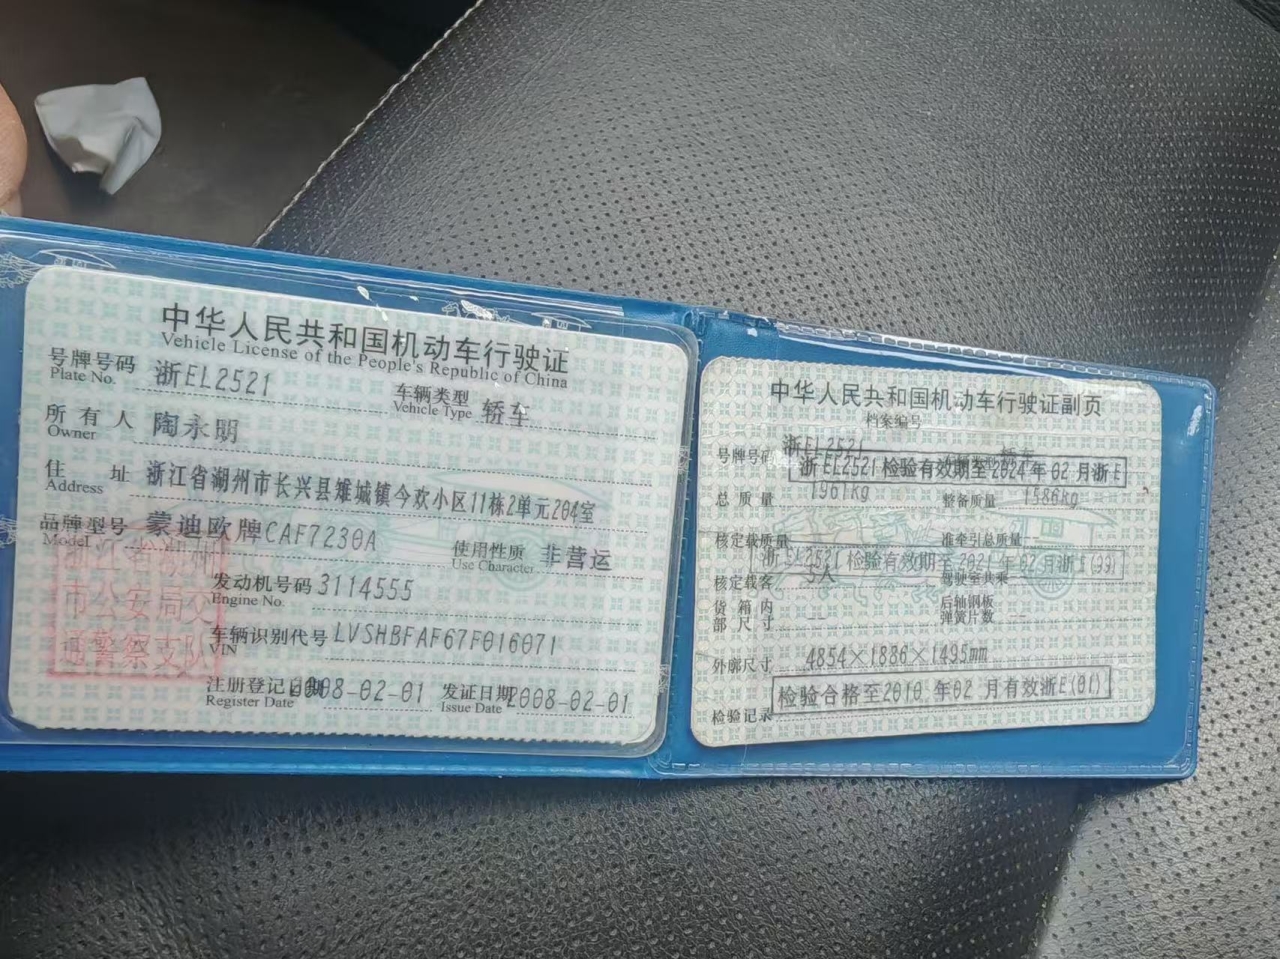 中华人民共和国机动车行驶证
Vehicle License of the People's Republic of China
号牌号码 浙EL2521 车辆类型 轿车
Plate No. Vehicle Type
所有人 陶永明
Owner
住址 浙江省湖州市长兴县雉城镇今欢小区11栋2单元204室
Address
品牌型号 蒙迪欧牌CAF7230A 使用性质 非营运
Model Use Character
浙江省湖州
市公安局交
通警察支队
发动机号码 3114555
Engine No.
车辆识别代号 LVSHBFAF67F016071
VIN
注册登记日期 2008-02-01 发证日期 2008-02-01
Register Date Issue Date
中华人民共和国机动车行驶证副页
档案编号
号牌号码 浙EL2521 轿车
浙EL2521 检验有效期至2024年02月浙E
总质量 1961kg 整备质量 1586kg
核定载质量 -- 准牵引总质量
浙EL2521 检验有效期至2021年02月浙E(99)
核定载客 5人 驾驶室共乘 --
货箱内部尺寸 -- 后轴钢板弹簧片数 --
外廓尺寸 4854×1886×1495mm
检验合格至2010年02月有效浙E(01)
检验记录